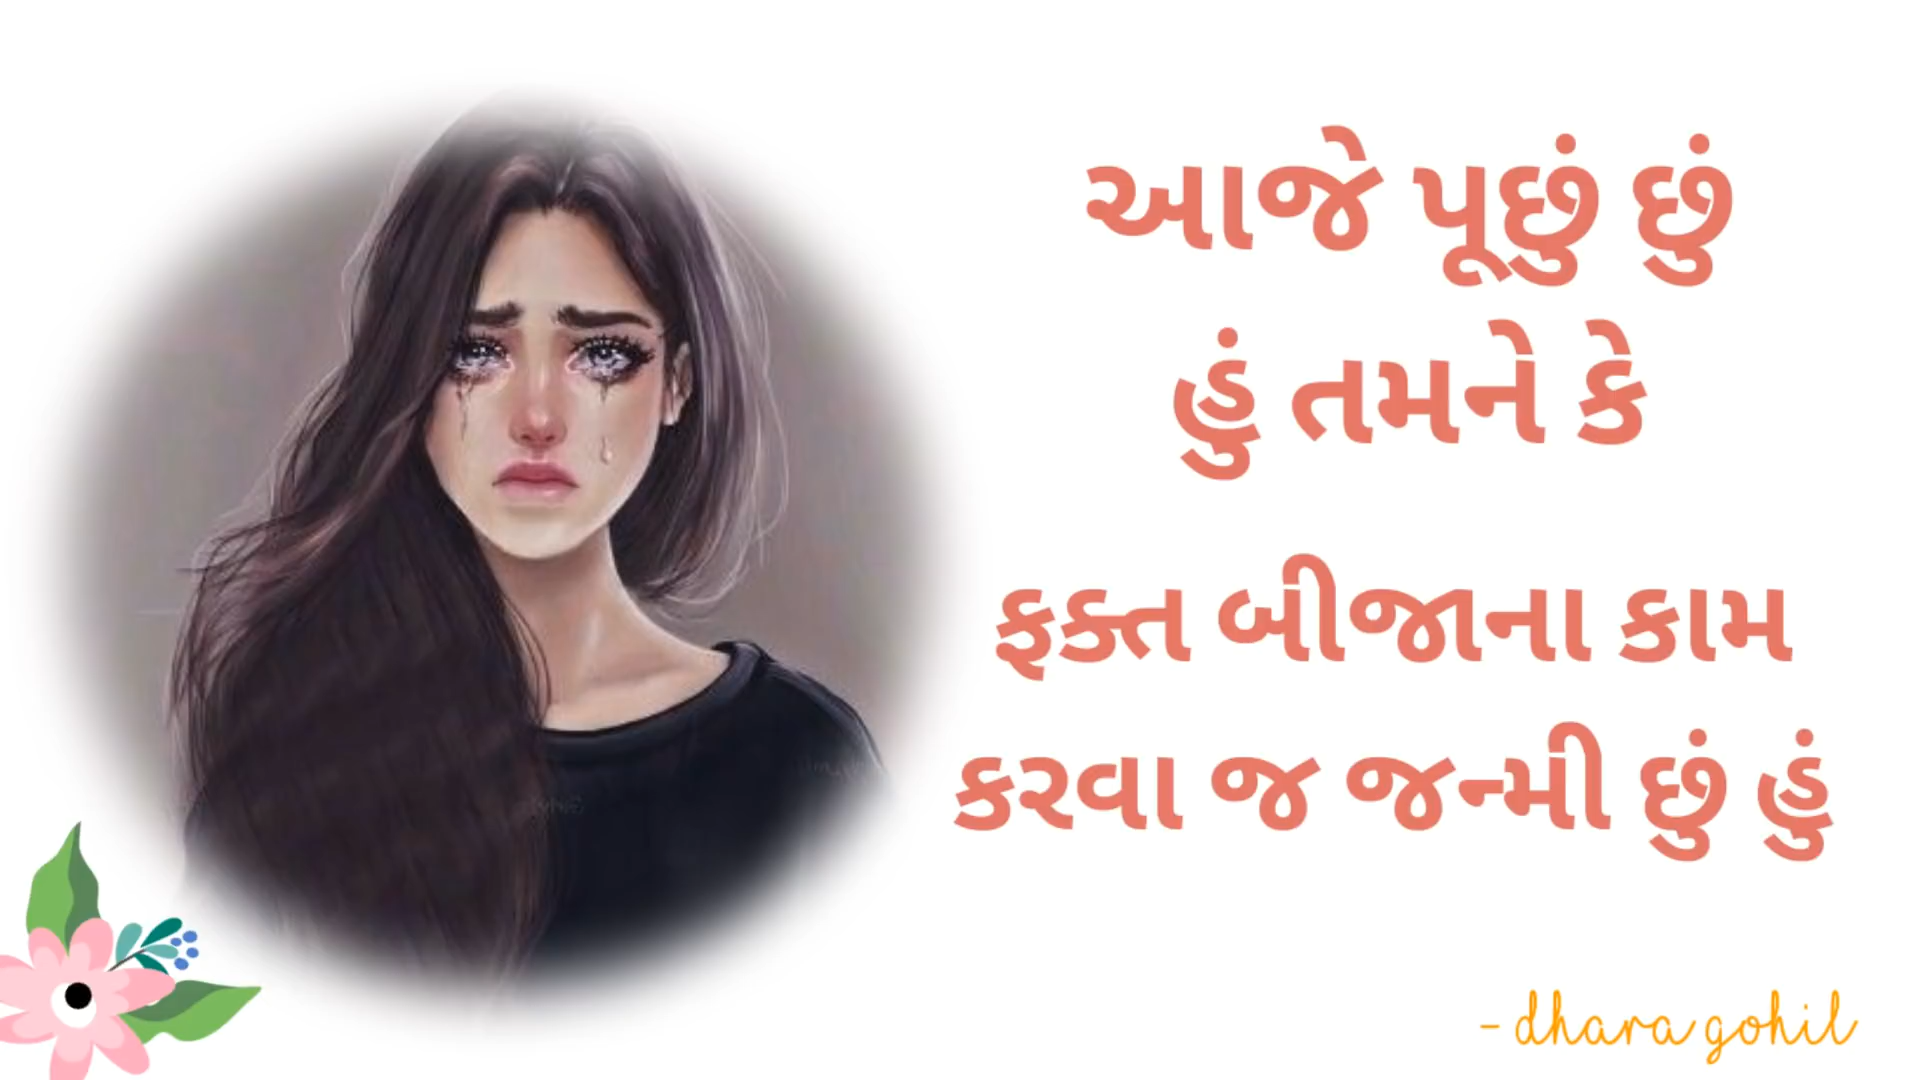 આજે પૂછું છું
હું તમને કે
ફક્ત બીજાના કામ
કરવા જ જન્મી છું હું
- dhara gohil